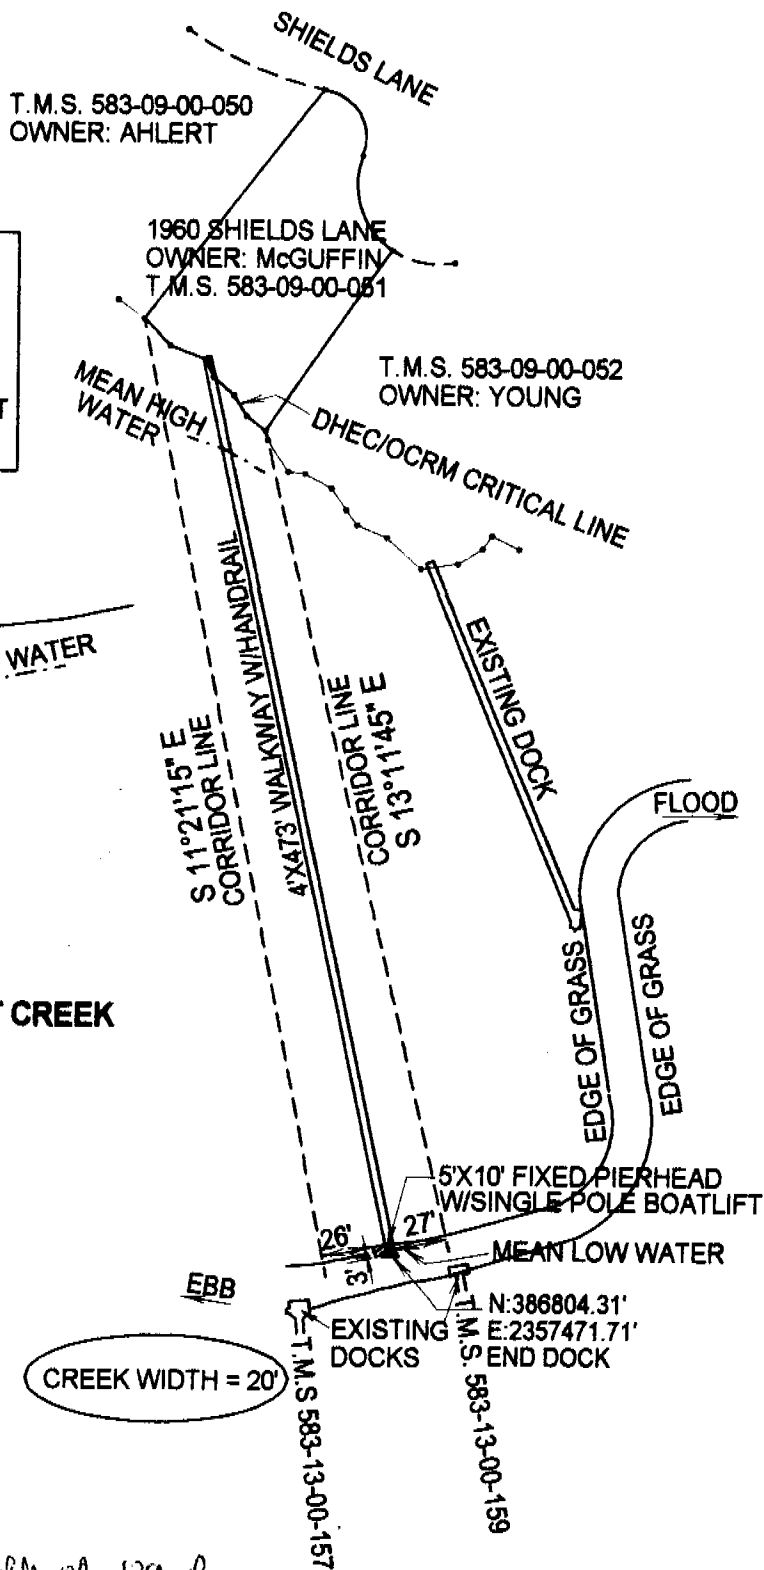 SHIELDS LANE
T.M.S. 583-09-00-050
OWNER: AHLERT
1960 SHIELDS LANE
OWNER: McGUFFIN
T.M.S. 583-09-00-051
T.M.S. 583-09-00-052
OWNER: YOUNG
MEAN HIGH
WATER
DHEC/OCRM CRITICAL LINE
T
WATER
S 11°21'15" E
CORRIDOR LINE
4'X473' WALKWAY W/HANDRAIL
CORRIDOR LINE
S 13°11'45" E
EXISTING DOCK
FLOOD
CREEK
EDGE OF GRASS
EDGE OF GRASS
5'X10' FIXED PIERHEAD
W/SINGLE POLE BOATLIFT
26'
27'
3'
MEAN LOW WATER
EBB
N:386804.31'
E:2357471.71'
END DOCK
EXISTING
DOCKS
CREEK WIDTH = 20'
T.M.S 583-13-00-157
T.M.S. 583-13-00-159